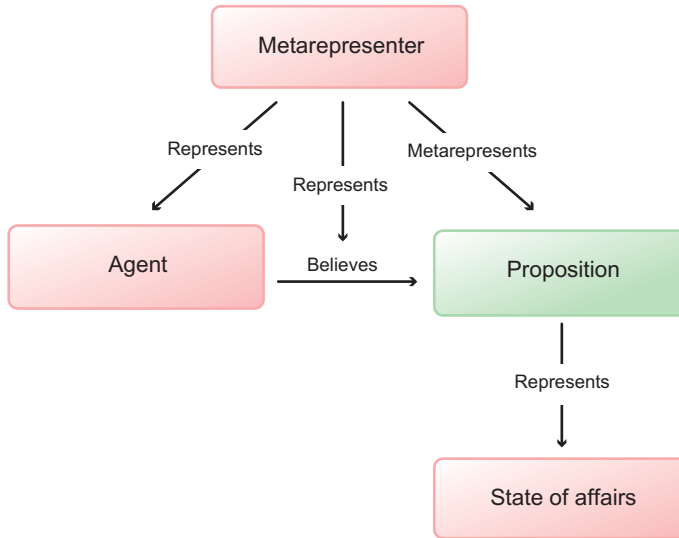 Metarepresenter
Represents
Metarepresents
Represents
Agent
Believes
Proposition
Represents
State of affairs